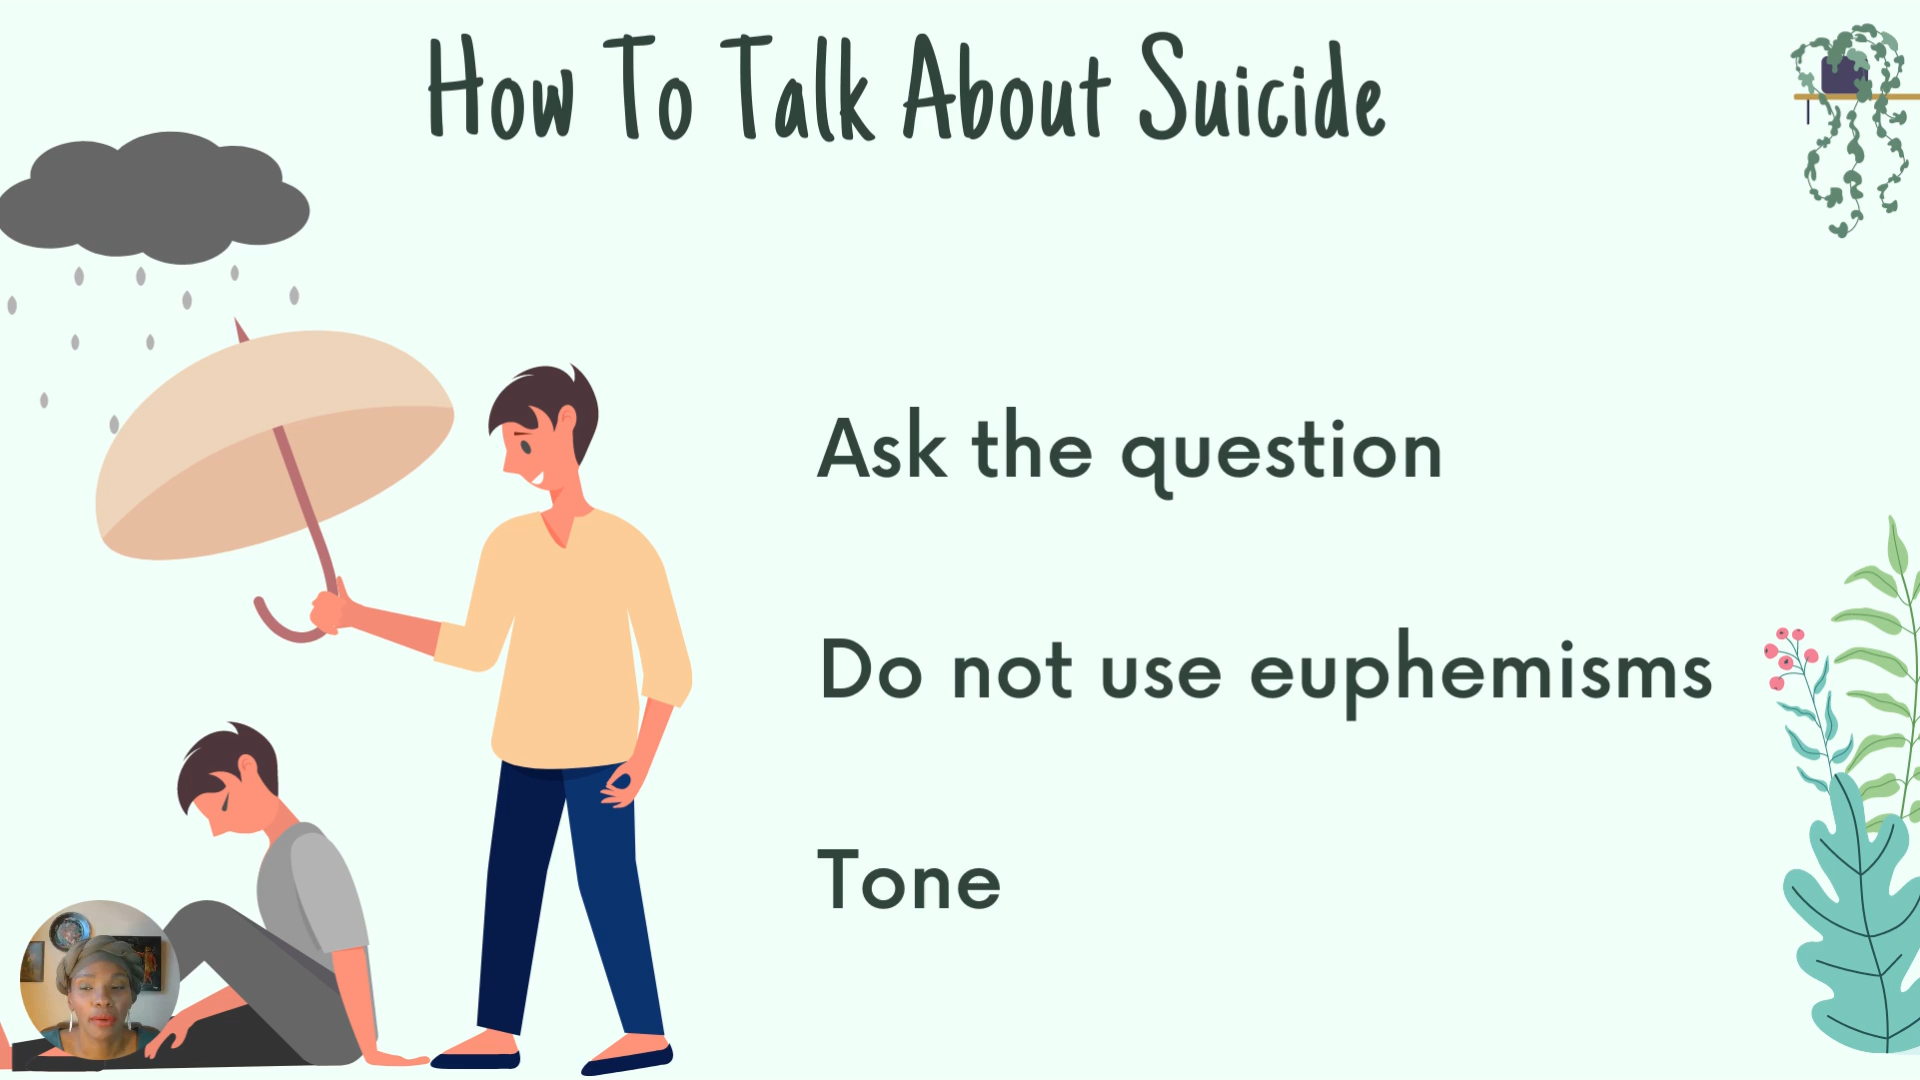 How To Talk About Suicide
Ask the question
Do not use euphemisms
Tone